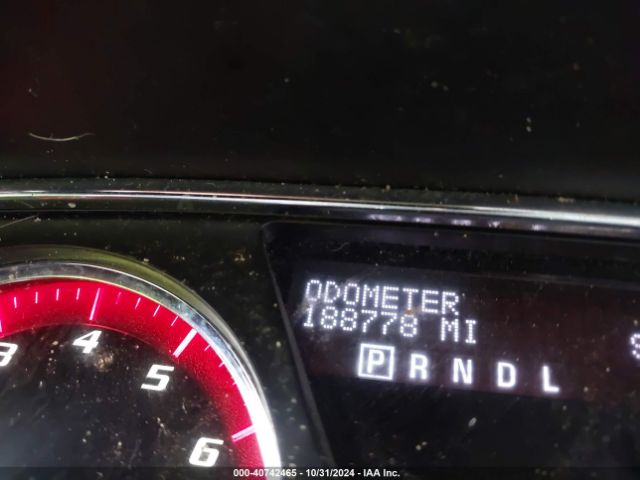 ODOMETER
188778 MI
P R N D L
3 4 5 6
000-40742465 - 10/31/2024 - IAA Inc.